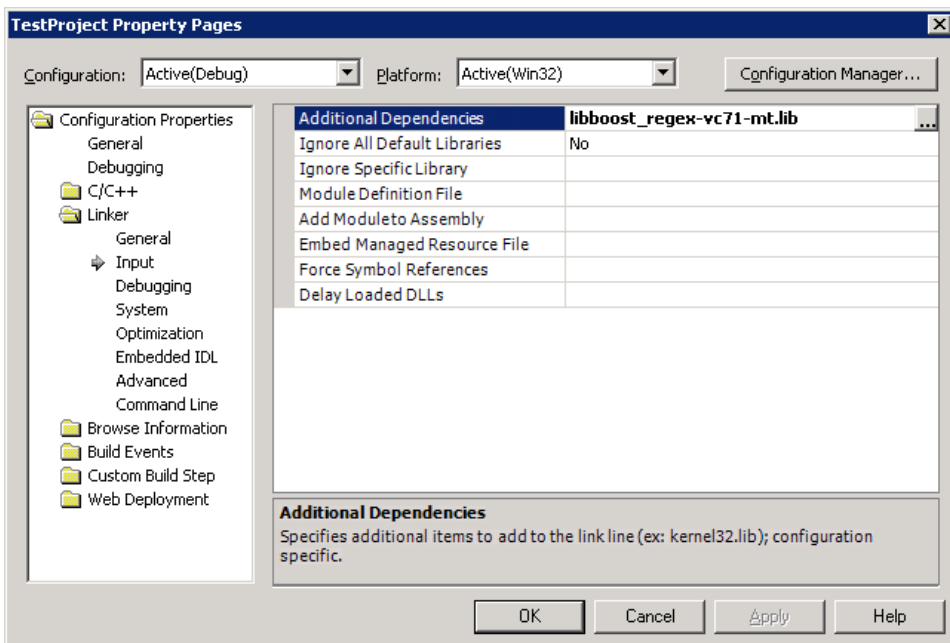 TestProject Property Pages
Configuration: Active(Debug) Platform: Active(Win32) Configuration Manager...
Configuration Properties
General
Debugging
C/C++
Linker
General
Input
Debugging
System
Optimization
Embedded IDL
Advanced
Command Line
Browse Information
Build Events
Custom Build Step
Web Deployment
Additional Dependencies libboost_regex-vc71-mt.lib ...
Ignore All Default Libraries No
Ignore Specific Library
Module Definition File
Add Moduleto Assembly
Embed Managed Resource File
Force Symbol References
Delay Loaded DLLs
Additional Dependencies
Specifies additional items to add to the link line (ex: kernel32.lib); configuration
specific.
OK Cancel Apply Help